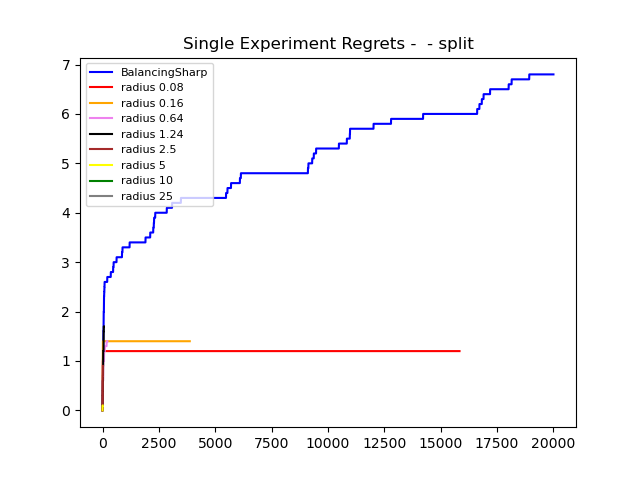 Single Experiment Regrets -  - split
7
6
5
4
3
2
1
0
BalancingSharp
radius 0.08
radius 0.16
radius 0.64
radius 1.24
radius 2.5
radius 5
radius 10
radius 25
0 2500 5000 7500 10000 12500 15000 17500 20000